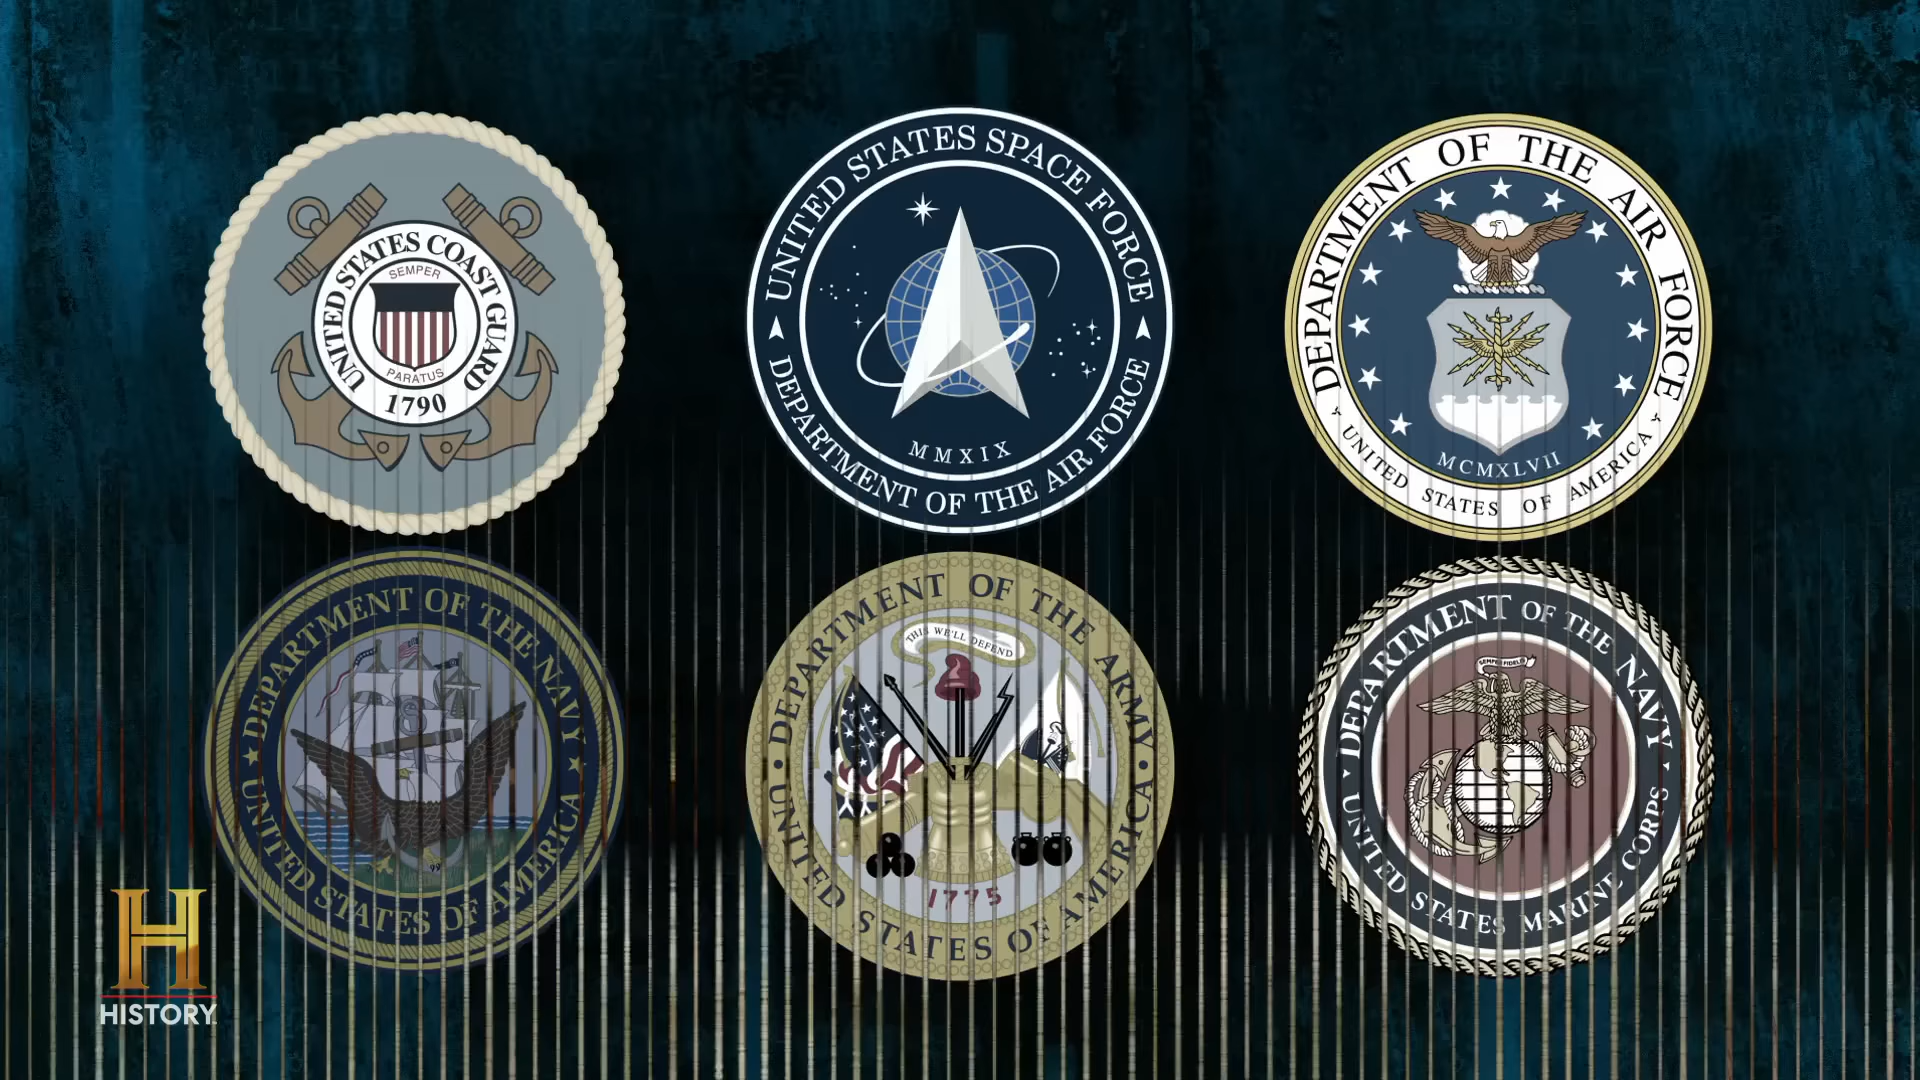 UNITED STATES COAST GUARD
SEMPER
PARATUS
1790
UNITED STATES SPACE FORCE
MMXIX
DEPARTMENT OF THE AIR FORCE
DEPARTMENT OF THE AIR FORCE
MCMXLVII
UNITED STATES OF AMERICA
DEPARTMENT OF THE NAVY
UNITED STATES OF AMERICA
DEPARTMENT OF THE ARMY
THIS WE'LL DEFEND
1775
UNITED STATES OF AMERICA
DEPARTMENT OF THE NAVY
SEMPER FIDELIS
UNITED STATES MARINE CORPS
H
HISTORY